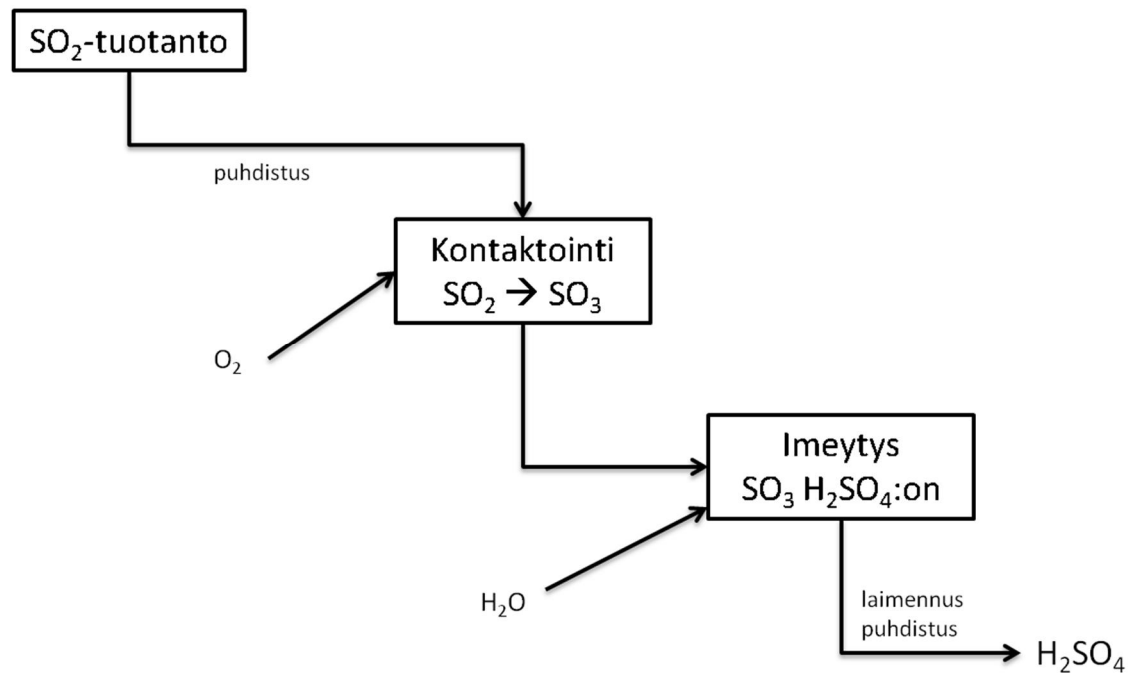 SO₂-tuotanto
puhdistus
Kontaktointi
SO₂ → SO₃
O₂
Imeytys
SO₃ H₂SO₄:on
H₂O
laimennus
puhdistus
H₂SO₄